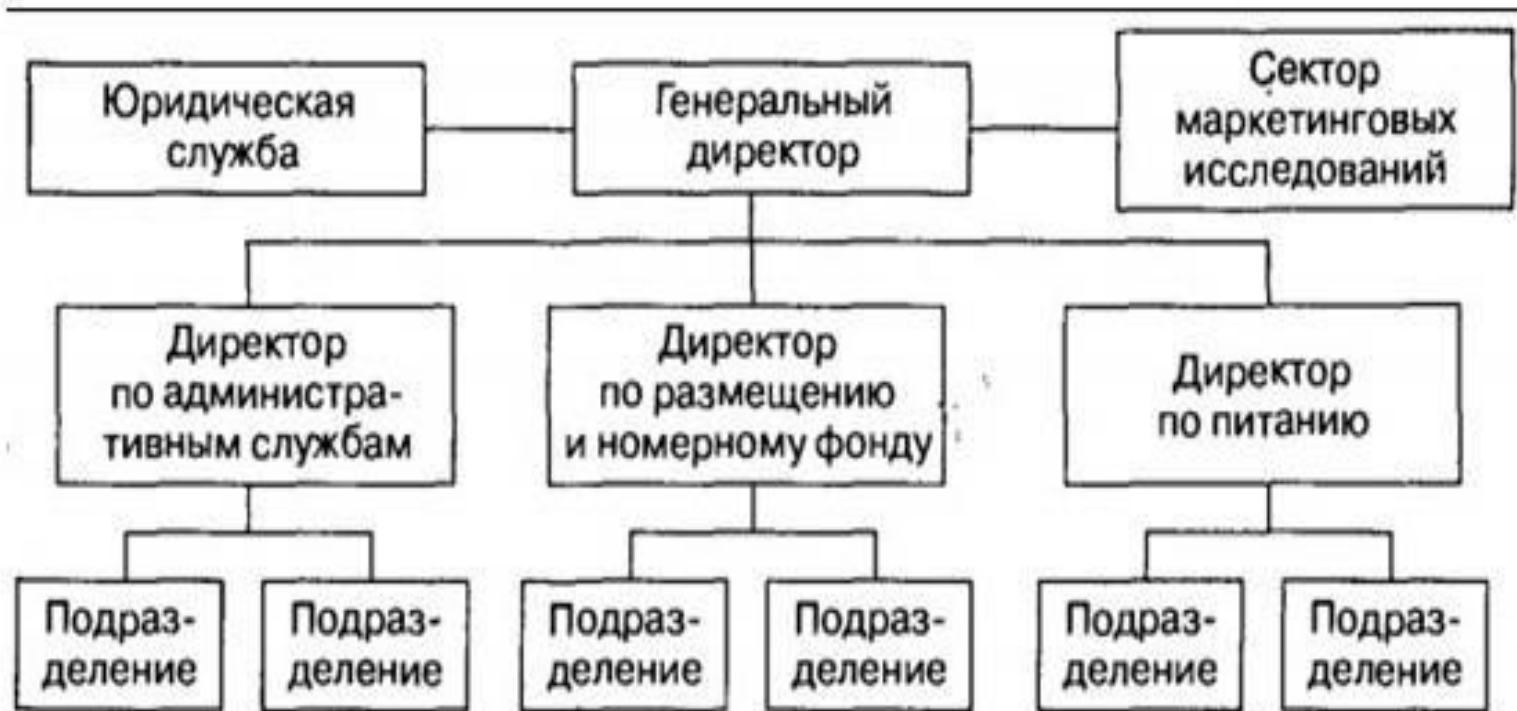 Юридическая
служба
Генеральный
директор
Сектор
маркетинговых
исследований
Директор
по администра-
тивным службам
Директор
по размещению
и номерному фонду
Директор
по питанию
Подраз-
деление
Подраз-
деление
Подраз-
деление
Подраз-
деление
Подраз-
деление
Подраз-
деление